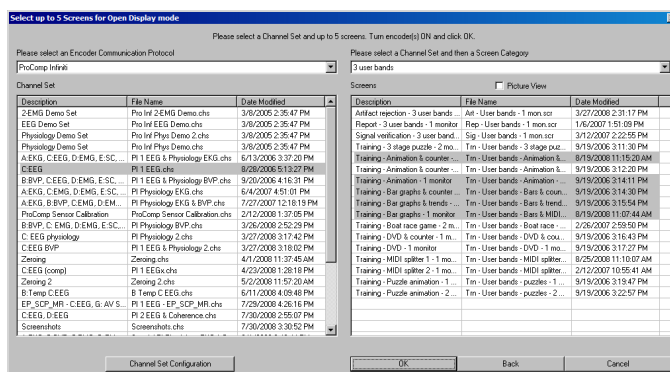 Select up to 5 Screens for Open Display mode
Please select a Channel Set and up to 5 screens. Turn encoder(s) ON and click OK.
Please select an Encoder Communication Protocol
Please select a Channel Set and then a Screen Category
ProComp Infiniti
3 user bands
Channel Set
Screens
Picture View
Description File Name Date Modified
2-EMG Demo Set Pro Inf 2-EMG Demo.chs 3/8/2005 2:35:47 PM
EEG Demo Set Pro Inf EEG Demo.chs 3/8/2005 2:35:47 PM
Physiology Demo Set Pro Inf Phys Demo 2.chs 3/8/2005 2:35:47 PM
Physiology Demo Set Pro Inf Phys Demo.chs 3/8/2005 2:35:47 PM
A:EKG, C:EEG, D:EMG, E:SC, ... PI 1 EEG & Physiology EKG.chs 6/13/2006 3:37:20 PM
C:EEG PI 1 EEG.chs 8/28/2006 5:13:27 PM
B:BVP, C:EEG, D:EMG, E:SC,... PI 1 EEG & Physiology BVP.chs 9/20/2006 4:16:31 PM
A:EKG, C:EMG, D:EMG, E:SC,... PI Physiology EKG.chs 6/4/2007 4:51:01 PM
A:EKG, B:BVP, C:EMG, D:EM... PI Physiology EKG & BVP.chs 7/27/2007 12:18:19 PM
ProComp Sensor Calibration ProComp Sensor Calibration.chs 2/12/2008 1:37:05 PM
B:BVP, C: EMG, D:EMG, E:SC,... PI Physiology BVP.chs 3/26/2008 2:52:29 PM
C: EEG physiology PI Physiology 2.chs 3/27/2008 3:17:42 PM
C:EEG BVP PI 1 EEG & Physiology 2.chs 3/27/2008 3:18:02 PM
Zeroing Zeroing.chs 4/1/2008 11:37:45 AM
C:EEG (comp) PI 1 EEGx.chs 4/23/2008 1:28:18 PM
Zeroing 2 Zeroing 2.chs 5/2/2008 11:57:20 AM
B:Temp C:EEG B Temp C EEG.chs 6/11/2008 4:09:48 PM
EP_SCP_MR - C:EEG, G: AV S... PI 1 EEG - EP_SCP_MR.chs 7/29/2008 4:26:16 PM
C:EEG, D:EEG PI 2 EEG & Coherence.chs 7/30/2008 2:55:07 PM
Screenshots Screenshots.chs 7/30/2008 3:30:52 PM
Description File Name Date Modified
Artifact rejection - 3 user bands ... Art - User bands - 1 mon.scr 3/27/2008 2:31:17 PM
Report - 3 user bands - 1 monitor Rep - User bands - 1 mon.scr 1/6/2007 1:51:09 PM
Signal verification - 3 user band... Sig - User bands - 1 mon.scr 3/12/2007 2:22:55 PM
Training - 3 stage puzzle - 2 mo... Trn - User bands - 3 stage puz... 9/19/2006 3:11:30 PM
Training - Animation & counter -... Trn - User bands - Animation &... 8/19/2008 11:15:20 AM
Training - Animation & counter -... Trn - User bands - Animation &... 9/19/2006 3:12:20 PM
Training - Animation - 1 monitor Trn - User bands - Animation - ... 9/19/2006 3:14:11 PM
Training - Bar graphs & counter ... Trn - User bands - Bars & coun... 9/19/2006 3:14:30 PM
Training - Bar graphs & trends - ... Trn - User bands - Bars & trend... 9/19/2006 3:15:54 PM
Training - Bar graphs - 1 monitor Trn - User bands - Bars & MIDI... 8/19/2008 11:07:44 AM
Training - Boat race game - 2 m... Trn - User bands - Boat race - ... 2/26/2007 2:59:50 PM
Training - DVD & counter - 1 mo... Trn - User bands - DVD & cou... 9/19/2006 3:16:31 PM
Training - DVD - 1 monitor Trn - User bands - DVD - 1 mo... 9/19/2006 3:17:27 PM
Training - MIDI splitter 1 - 1 mo... Trn - User bands - MIDI splitter... 8/25/2008 11:10:07 AM
Training - MIDI splitter 2 - 1 mo... Trn - User bands - MIDI splitter... 2/12/2007 10:55:41 AM
Training - Puzzle animation - 1 ... Trn - User bands - puzzles - 1 ... 9/19/2006 3:19:47 PM
Training - Puzzle animation - 2 ... Trn - User bands - puzzles - 2 ... 9/19/2006 3:22:57 PM
Channel Set Configuration
OK
Back
Cancel